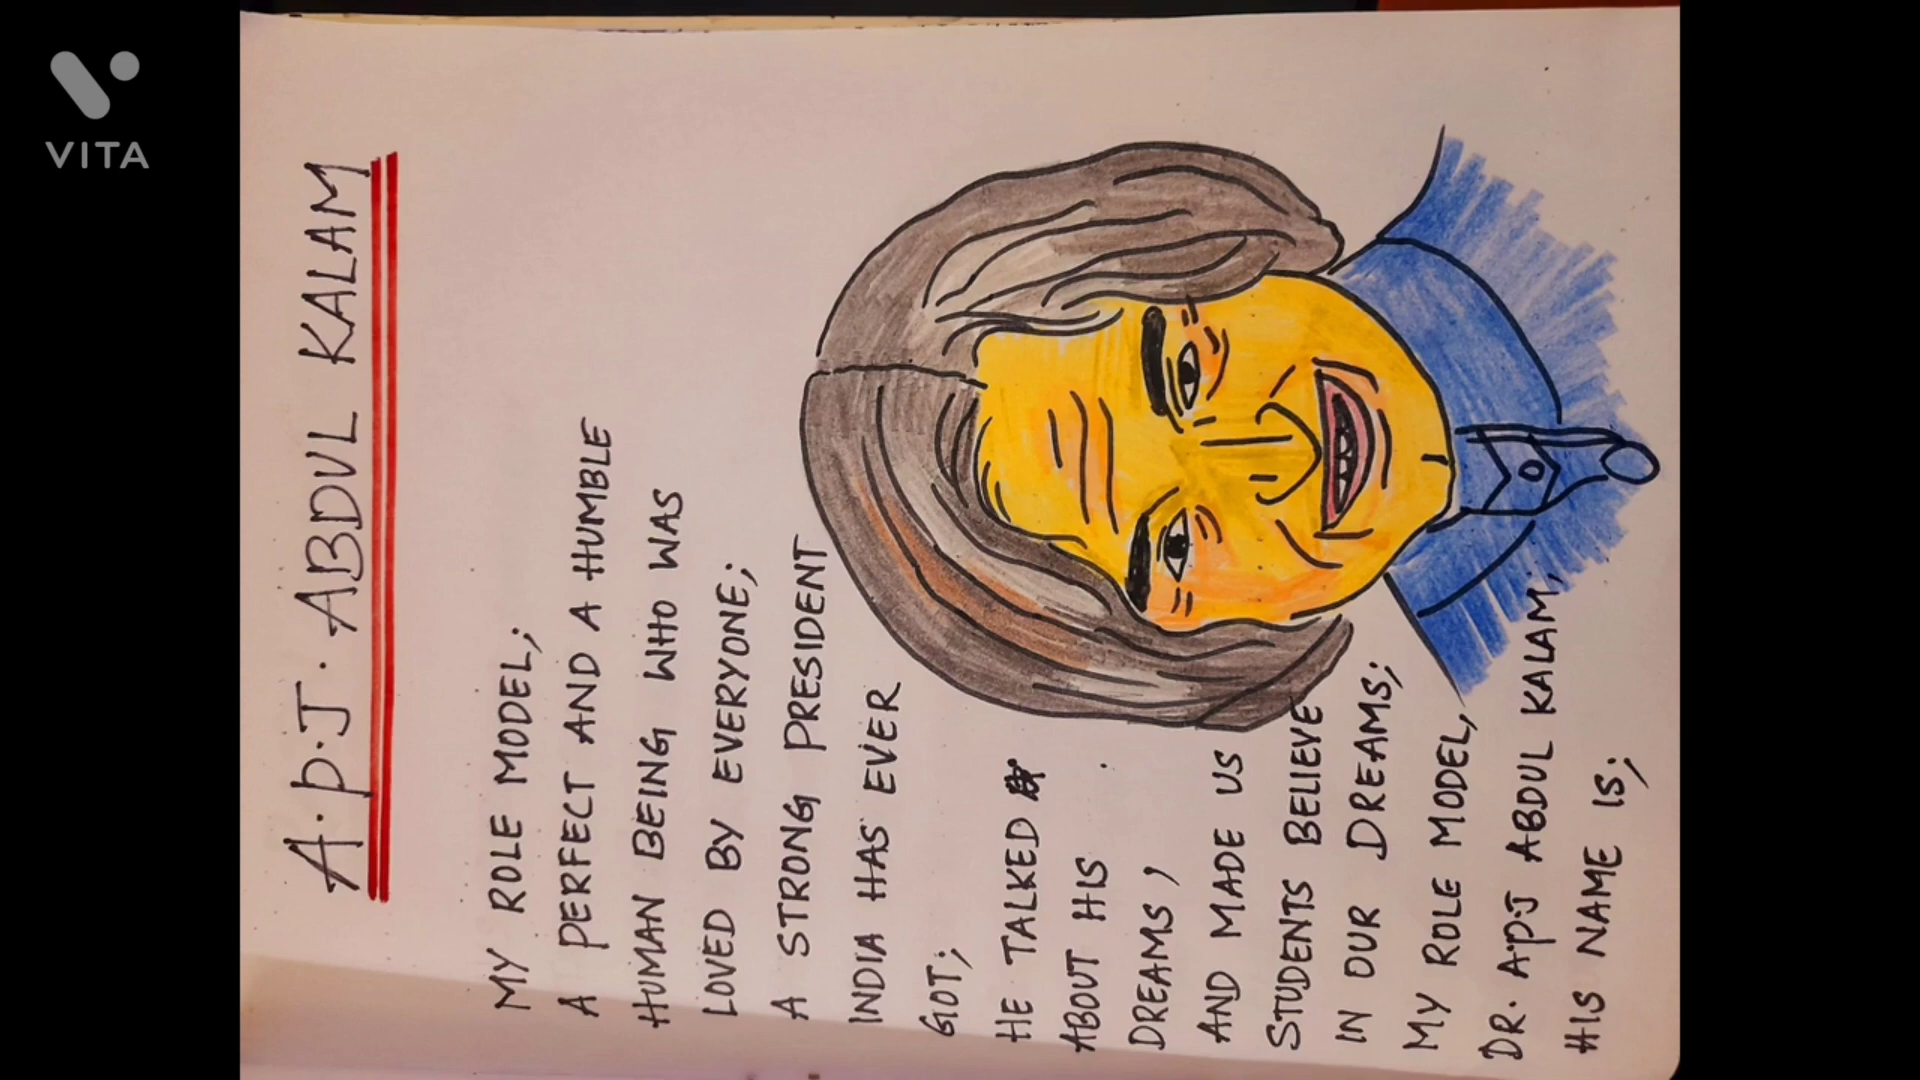 VITA
A.P.J. ABDUL KALAM
MY ROLE MODEL;
A PERFECT AND A HUMBLE
HUMAN BEING WHO WAS
LOVED BY EVERYONE;
A STRONG PRESIDENT
INDIA HAS EVER
GOT;
HE TALKED
ABOUT HIS
DREAMS,
AND MADE US
STUDENTS BELIEVE
IN OUR DREAMS;
MY ROLE MODEL,
DR. APJ ABDUL KALAM,
HIS NAME IS;